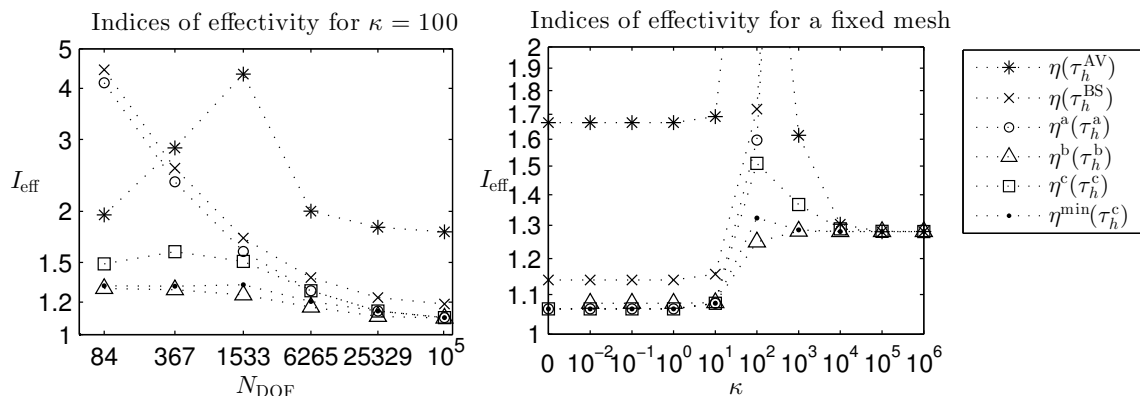 Indices of effectivity for κ = 100
I_eff
5
4
3
2
1.5
1.2
1
84 367 1533 6265 25329 10^5
N_DOF
Indices of effectivity for a fixed mesh
I_eff
2
1.9
1.8
1.7
1.6
1.5
1.4
1.3
1.2
1.1
1
0 10^-2 10^-1 10^0 10^1 10^2 10^3 10^4 10^5 10^6
κ
η(τ_h^AV)
η(τ_h^BS)
η^a(τ_h^a)
η^b(τ_h^b)
η^c(τ_h^c)
η^min(τ_h^c)